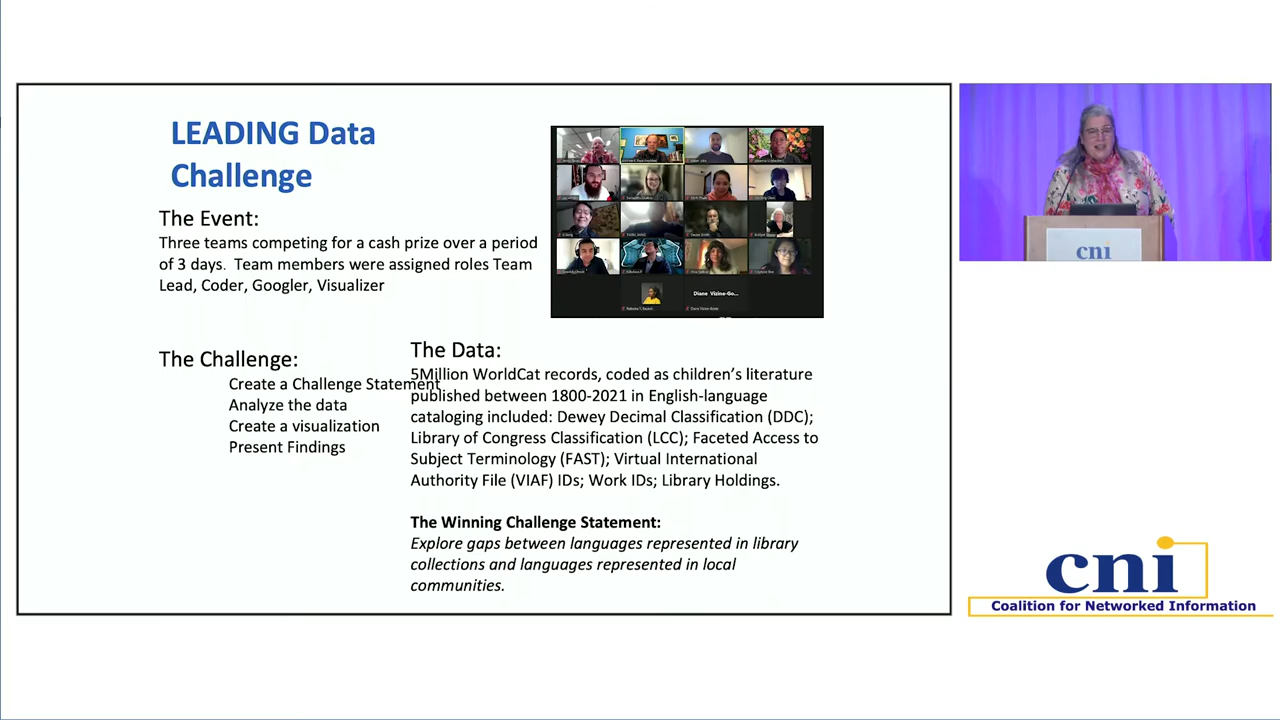 LEADING Data
Challenge
The Event:
Three teams competing for a cash prize over a period
of 3 days. Team members were assigned roles Team
Lead, Coder, Googler, Visualizer
Diane Vizine-Go...
The Challenge:
Create a Challenge Statement
Analyze the data
Create a visualization
Present Findings
The Data:
5Million WorldCat records, coded as children's literature
published between 1800-2021 in English-language
cataloging included: Dewey Decimal Classification (DDC);
Library of Congress Classification (LCC); Faceted Access to
Subject Terminology (FAST); Virtual International
Authority File (VIAF) IDs; Work IDs; Library Holdings.
The Winning Challenge Statement:
Explore gaps between languages represented in library
collections and languages represented in local
communities.
cni
cni
Coalition for Networked Information